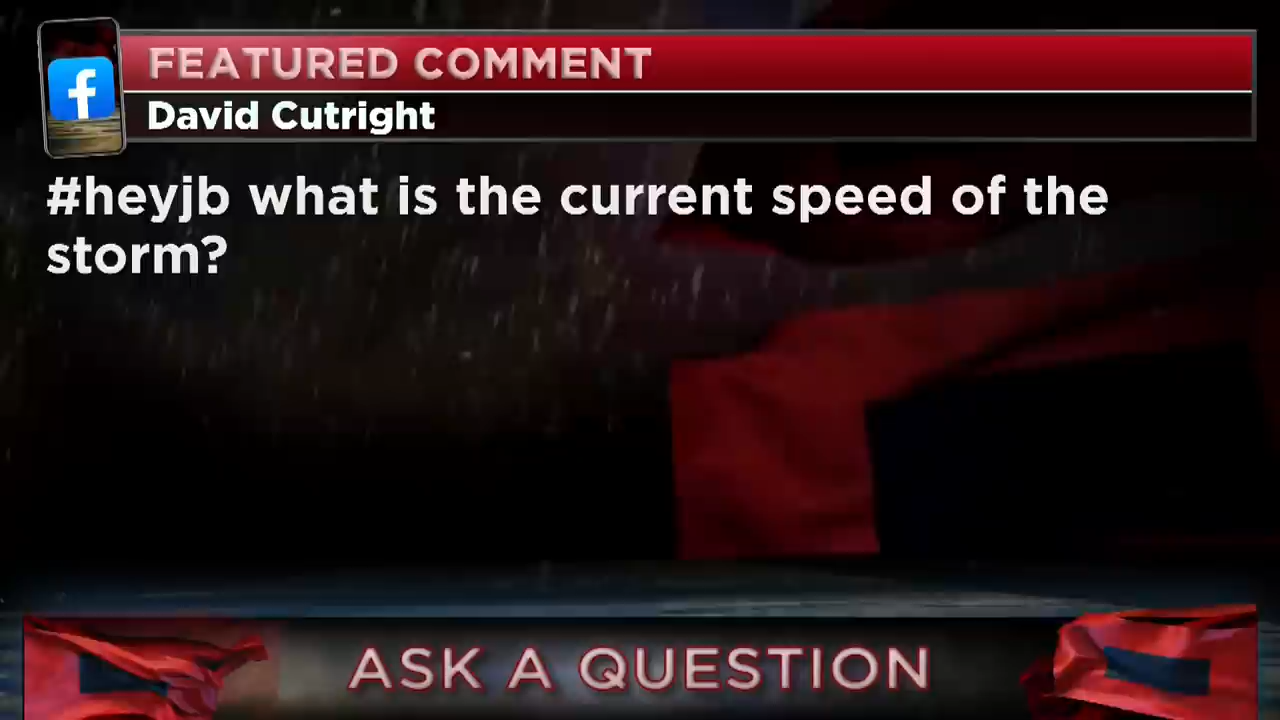 FEATURED COMMENT
David Cutright
#heyjb what is the current speed of the
storm?
ASK A QUESTION